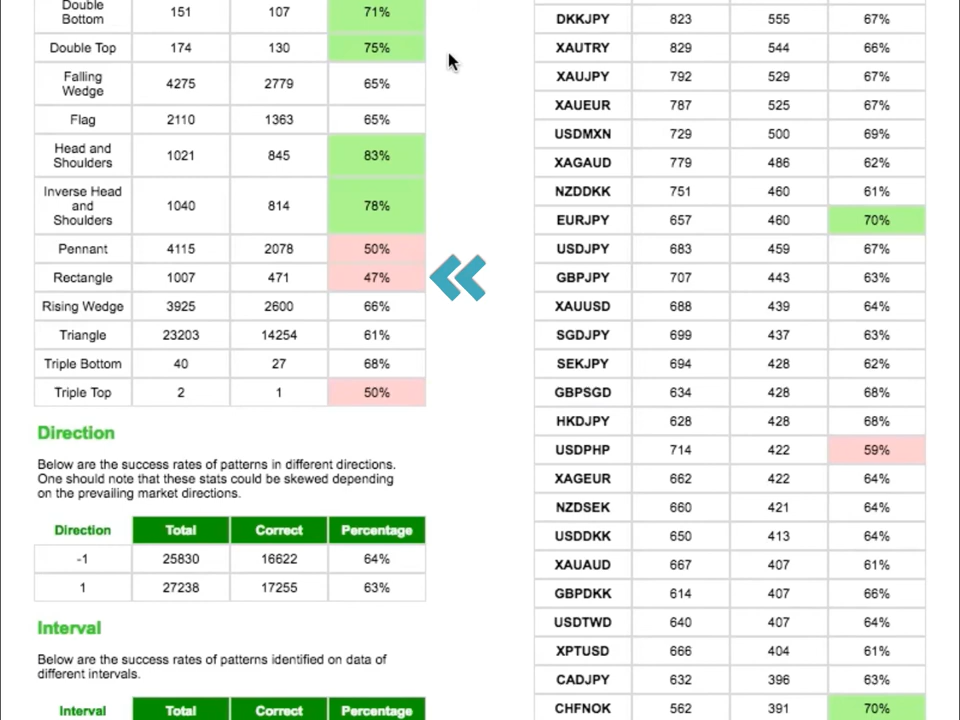 Double
Bottom 151 107 71%
Double Top 174 130 75%
Falling
Wedge 4275 2779 65%
Flag 2110 1363 65%
Head and
Shoulders 1021 845 83%
Inverse Head
and
Shoulders 1040 814 78%
Pennant 4115 2078 50%
Rectangle 1007 471 47%
Rising Wedge 3925 2600 66%
Triangle 23203 14254 61%
Triple Bottom 40 27 68%
Triple Top 2 1 50%
Direction
Below are the success rates of patterns in different directions.
One should note that these stats could be skewed depending
on the prevailing market directions.
Direction Total Correct Percentage
-1 25830 16622 64%
1 27238 17255 63%
Interval
Below are the success rates of patterns identified on data of
different intervals.
Interval Total Correct Percentage
DKKJPY 823 555 67%
XAUTRY 829 544 66%
XAUJPY 792 529 67%
XAUEUR 787 525 67%
USDMXN 729 500 69%
XAGAUD 779 486 62%
NZDDKK 751 460 61%
EURJPY 657 460 70%
USDJPY 683 459 67%
GBPJPY 707 443 63%
XAUUSD 688 439 64%
SGDJPY 699 437 63%
SEKJPY 694 428 62%
GBPSGD 634 428 68%
HKDJPY 628 428 68%
USDPHP 714 422 59%
XAGEUR 662 422 64%
NZDSEK 660 421 64%
USDDKK 650 413 64%
XAUAUD 667 407 61%
GBPDKK 614 407 66%
USDTWD 640 407 64%
XPTUSD 666 404 61%
CADJPY 632 396 63%
CHFNOK 562 391 70%